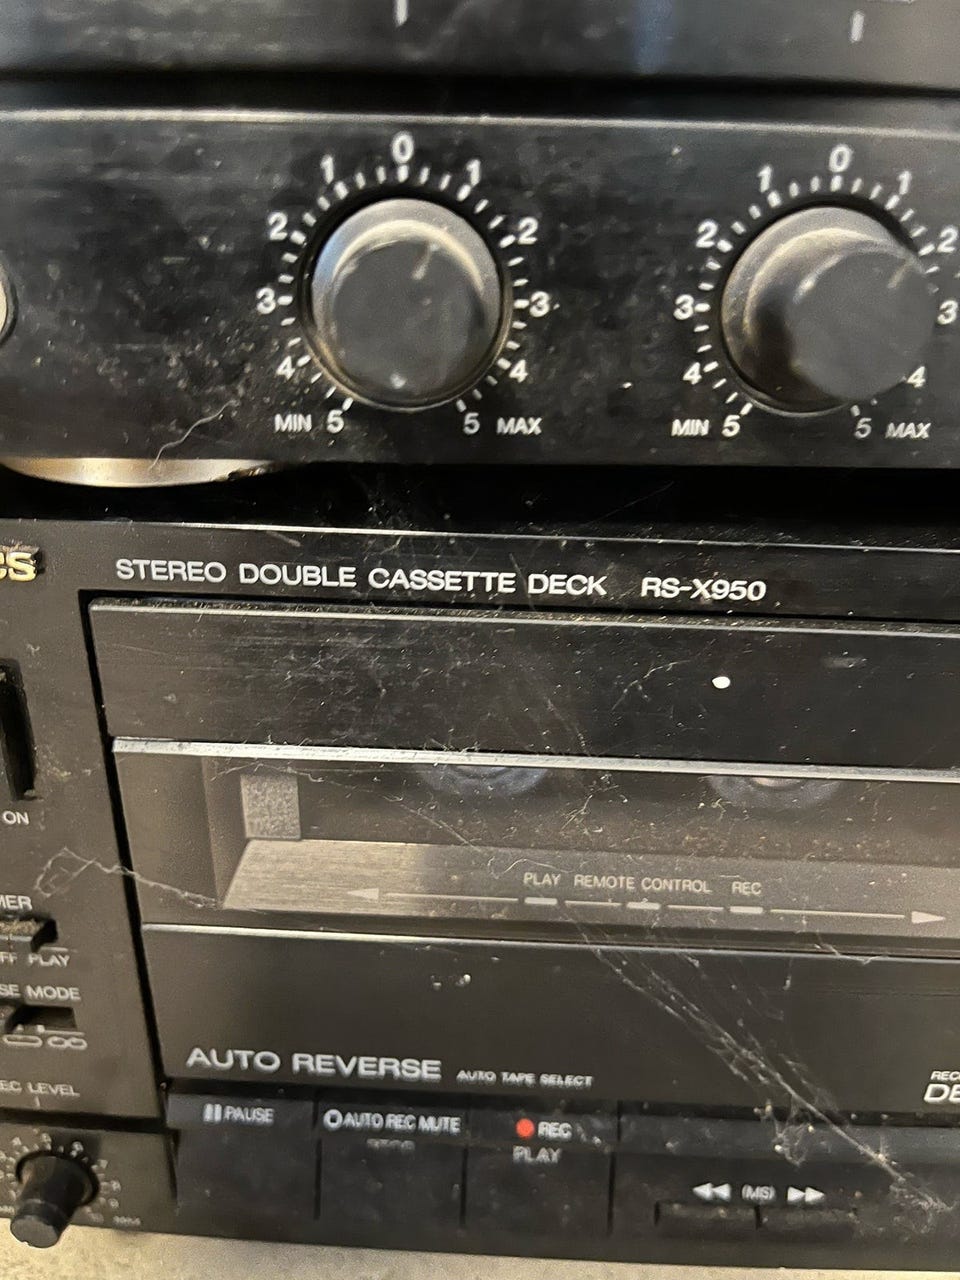 1 0 1
2 2
3 3
4 4
MIN 5 5 MAX
1 0 1
2 2
3 3
4 4
MIN 5 5 MAX
STEREO DOUBLE CASSETTE DECK RS-X950
ON
PLAY REMOTE CONTROL REC
PLAY
MODE
LEVEL
AUTO REVERSE AUTO TAPE SELECT
PAUSE
AUTO REC MUTE
REC
PLAY
(MS)